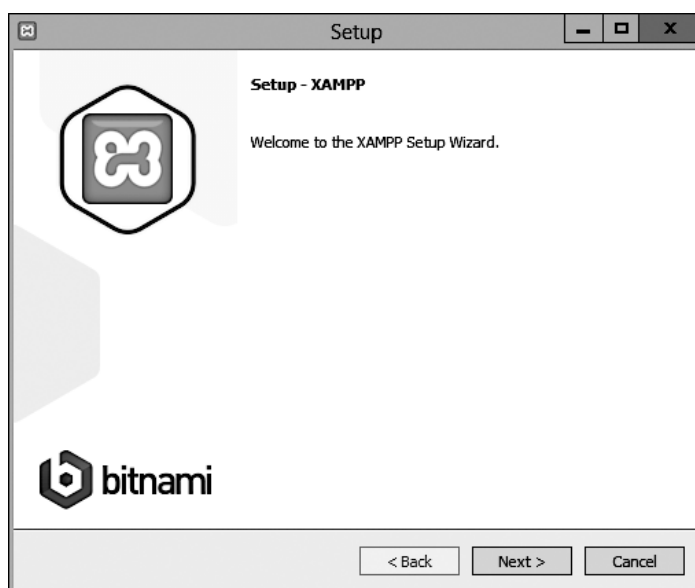 Setup
Setup - XAMPP
Welcome to the XAMPP Setup Wizard.
bitnami
< Back Next > Cancel